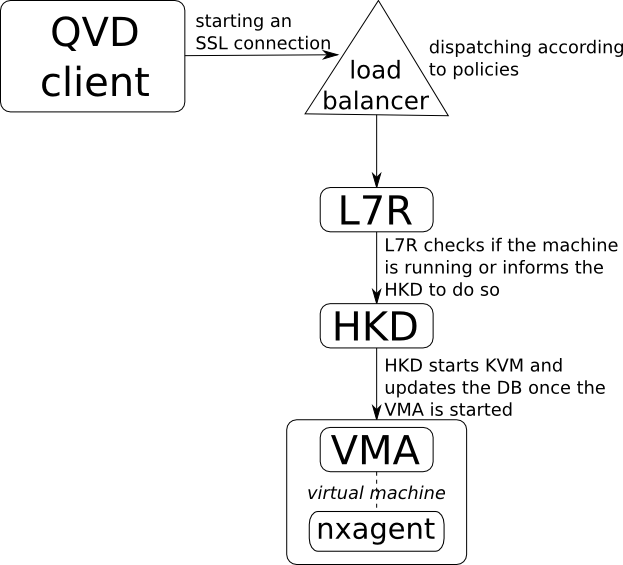 QVD
client
starting an
SSL connection
load
balancer
dispatching according
to policies
L7R
L7R checks if the machine
is running or informs the
HKD to do so
HKD
HKD starts KVM and
updates the DB once the
VMA is started
VMA
virtual machine
nxagent